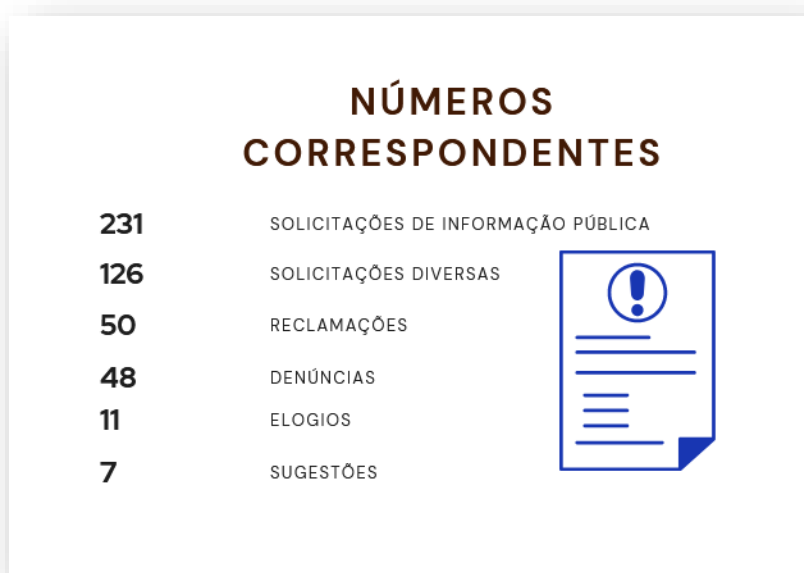 NÚMEROS
CORRESPONDENTES
231 SOLICITAÇÕES DE INFORMAÇÃO PÚBLICA
126 SOLICITAÇÕES DIVERSAS
50 RECLAMAÇÕES
48 DENÚNCIAS
11 ELOGIOS
7 SUGESTÕES